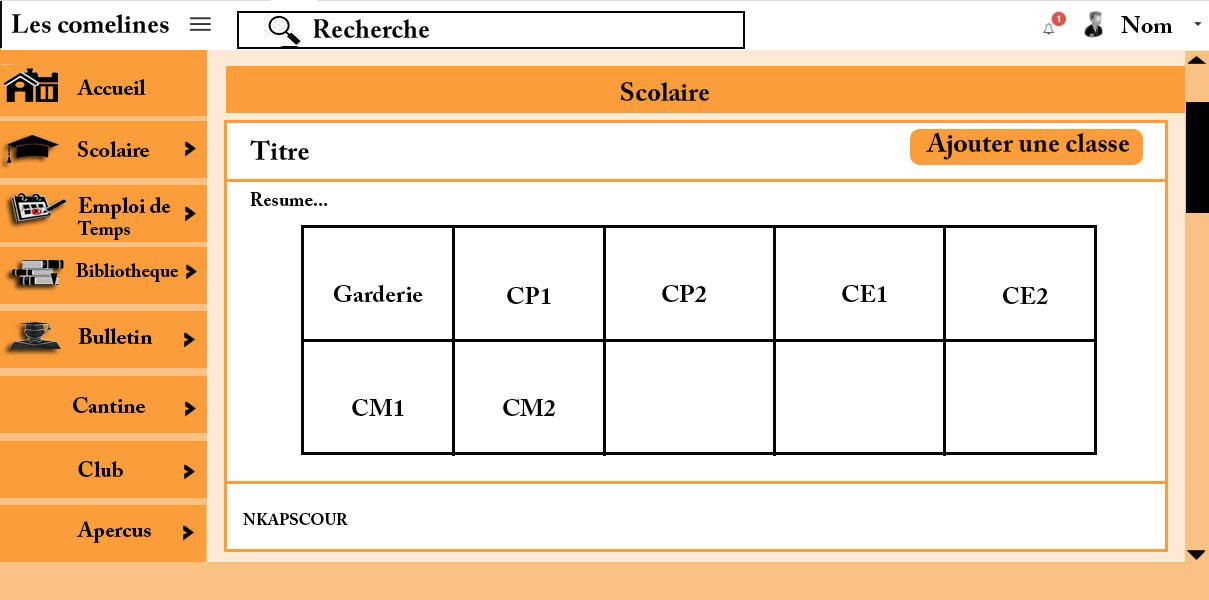 Les comelines
Recherche
1
Nom
Accueil
Scolaire
Emploi de
Temps
Bibliotheque
Bulletin
Cantine
Club
Apercus
Scolaire
Titre
Ajouter une classe
Resume...
Garderie CP1 CP2 CE1 CE2
CM1 CM2
NKAPSCOUR